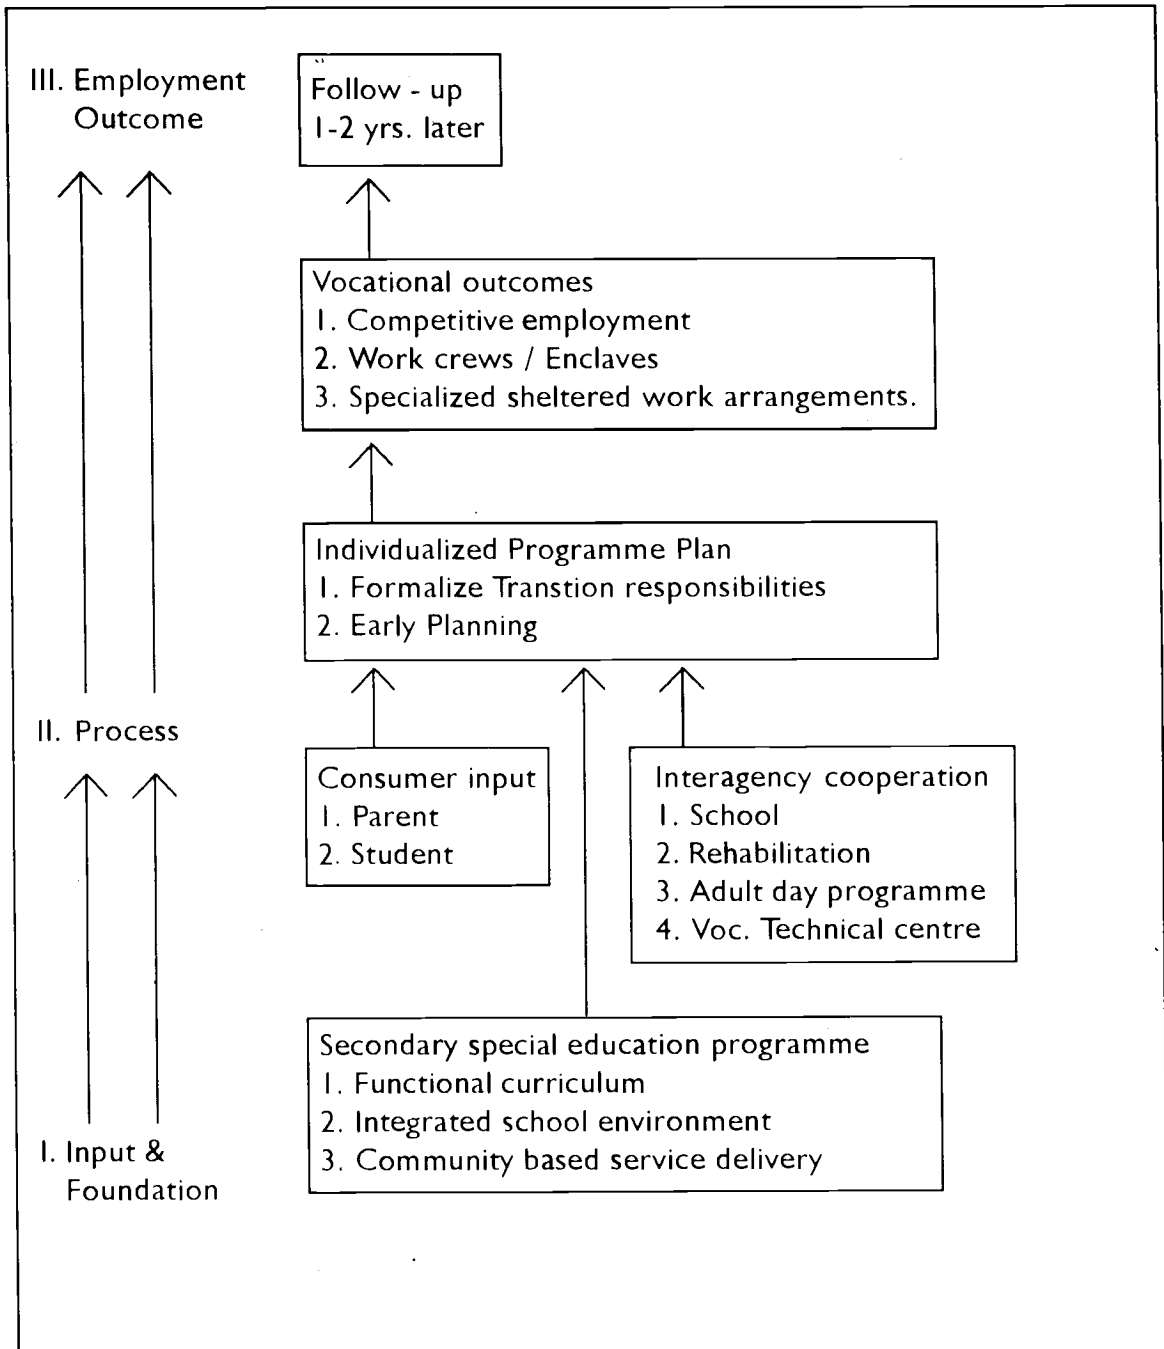 III. Employment
Outcome
Follow - up
1-2 yrs. later
Vocational outcomes
1. Competitive employment
2. Work crews / Enclaves
3. Specialized sheltered work arrangements.
Individualized Programme Plan
1. Formalize Transtion responsibilities
2. Early Planning
II. Process
Consumer input
1. Parent
2. Student
Interagency cooperation
1. School
2. Rehabilitation
3. Adult day programme
4. Voc. Technical centre
Secondary special education programme
1. Functional curriculum
2. Integrated school environment
3. Community based service delivery
I. Input &
Foundation